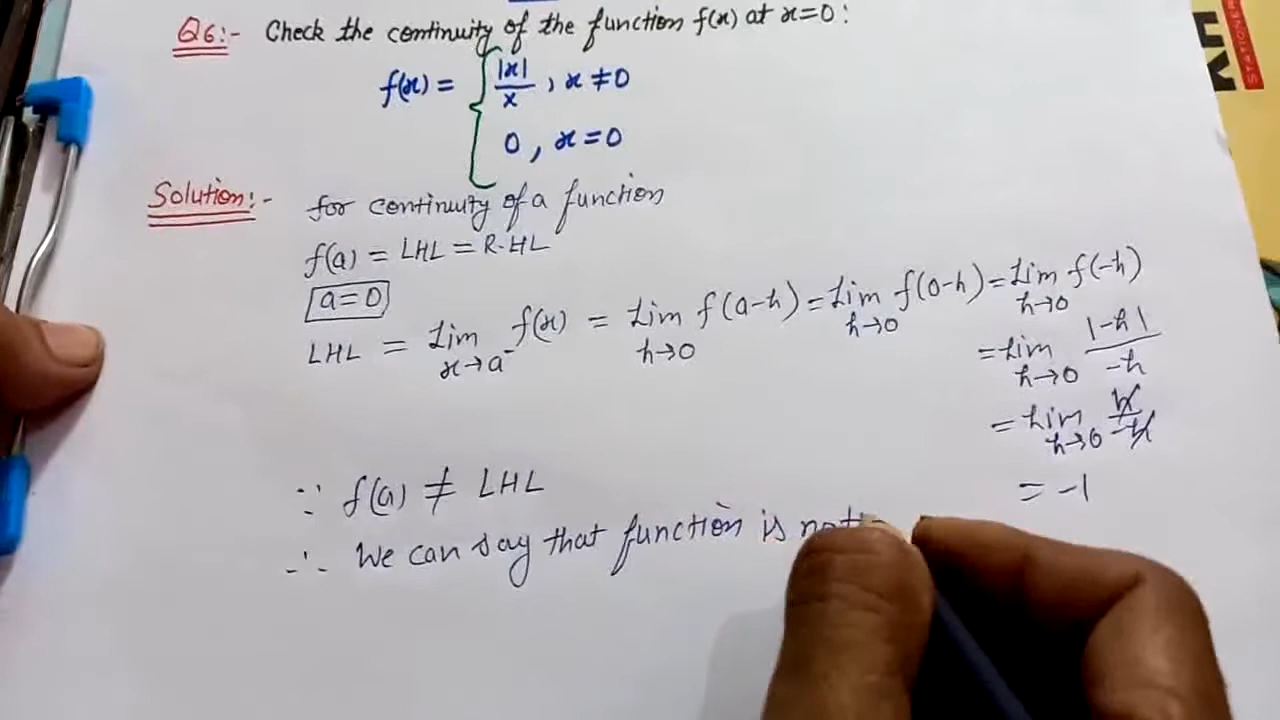 Q6:- Check the continuity of the function f(x) at x=0:
f(x) = { |x|/x , x ≠ 0
0 , x = 0
Solution:- for continuity of a function
f(a) = LHL = R.HL
a = 0
LHL = Lim x→a⁻ f(x) = Lim h→0 f(a-h) = Lim h→0 f(0-h) = Lim h→0 f(-h)
= Lim h→0 |-h|/-h
= Lim h→0 h/-h
= -1
∵ f(a) ≠ LHL
∴ We can say that function is not
STATIONER